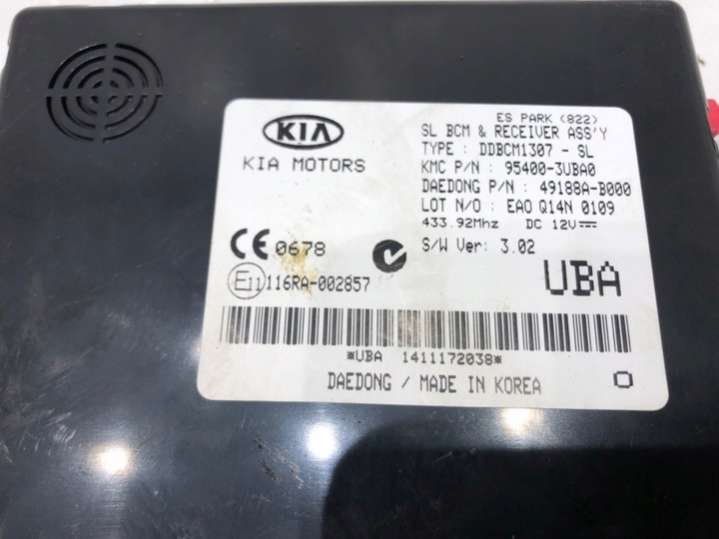 ES PARK (822)
KIA
SL BCM & RECEIVER ASS'Y
TYPE : DDBCM1307 - SL
KIA MOTORS
KMC P/N : 95400-3UBA0
DAEDONG P/N : 49188A-B000
LOT N/O : EAO Q14N 0109
433.92Mhz DC 12V
CE 0678
S/W Ver: 3.02
E11 116RA-002857
UBA
*UBA 1411172038*
DAEDONG / MADE IN KOREA O